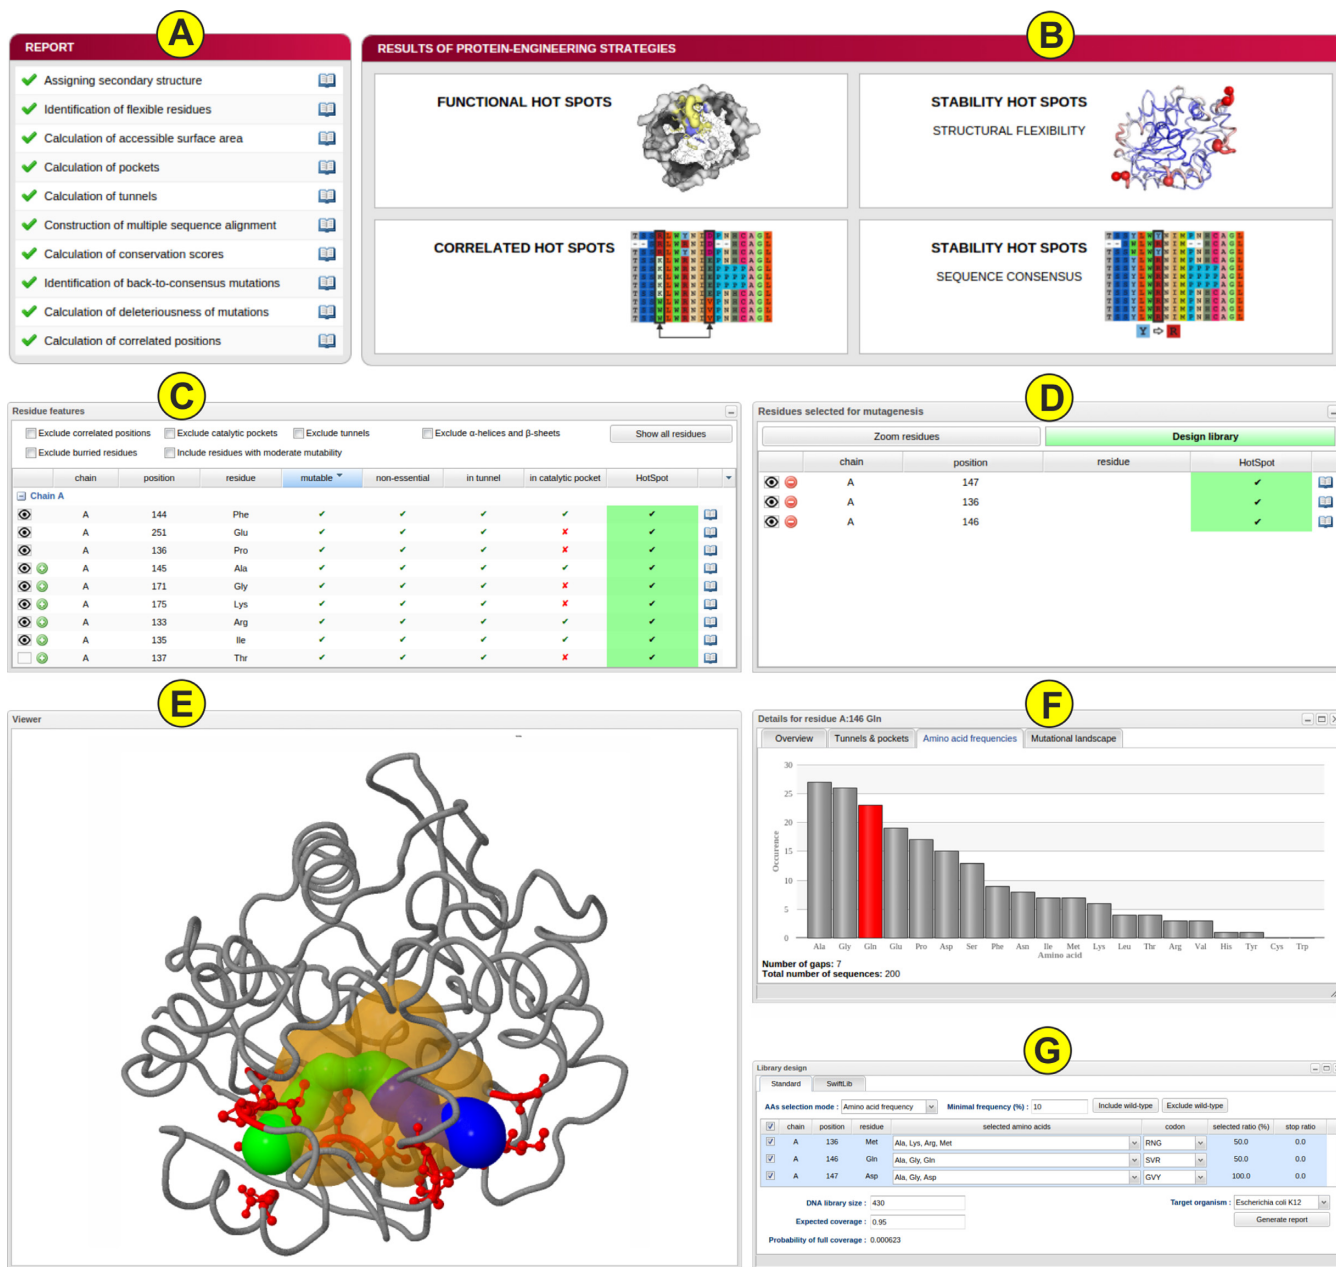 A
REPORT
Assigning secondary structure
Identification of flexible residues
Calculation of accessible surface area
Calculation of pockets
Calculation of tunnels
Construction of multiple sequence alignment
Calculation of conservation scores
Identification of back-to-consensus mutations
Calculation of deleteriousness of mutations
Calculation of correlated positions
B
RESULTS OF PROTEIN-ENGINEERING STRATEGIES
FUNCTIONAL HOT SPOTS
STABILITY HOT SPOTS
STRUCTURAL FLEXIBILITY
CORRELATED HOT SPOTS
STABILITY HOT SPOTS
SEQUENCE CONSENSUS
Y R
C
Residue features
Exclude correlated positions Exclude catalytic pockets Exclude tunnels Exclude α-helices and β-sheets Show all residues
Exclude burried residues Include residues with moderate mutability
chain position residue mutable non-essential in tunnel in catalytic pocket HotSpot
Chain A
A 144 Phe
A 251 Glu
A 136 Pro
A 145 Ala
A 171 Gly
A 175 Lys
A 133 Arg
A 135 Ile
A 137 Thr
D
Residues selected for mutagenesis
Zoom residues Design library
chain position residue HotSpot
A 147
A 136
A 146
E
Viewer
F
Details for residue A:146 Gln
Overview Tunnels & pockets Amino acid frequencies Mutational landscape
30
25
20
15
10
5
0
Occurence
Ala Gly Gln Glu Pro Asp Ser Phe Asn Ile Met Lys Leu Thr Arg Val His Tyr Cys Trp
Amino acid
Number of gaps: 7
Total number of sequences: 200
G
Library design
Standard SwiftLib
AAs selection mode : Amino acid frequency Minimal frequency (%) : 10 Include wild-type Exclude wild-type
chain position residue selected amino acids codon selected ratio (%) stop ratio
A 136 Met Ala, Lys, Arg, Met RNG 50.0 0.0
A 146 Gln Ala, Gly, Gln SVR 50.0 0.0
A 147 Asp Ala, Gly, Asp GVY 100.0 0.0
DNA library size : 430 Target organism : Escherichia coli K12
Expected coverage : 0.95 Generate report
Probability of full coverage : 0.000623